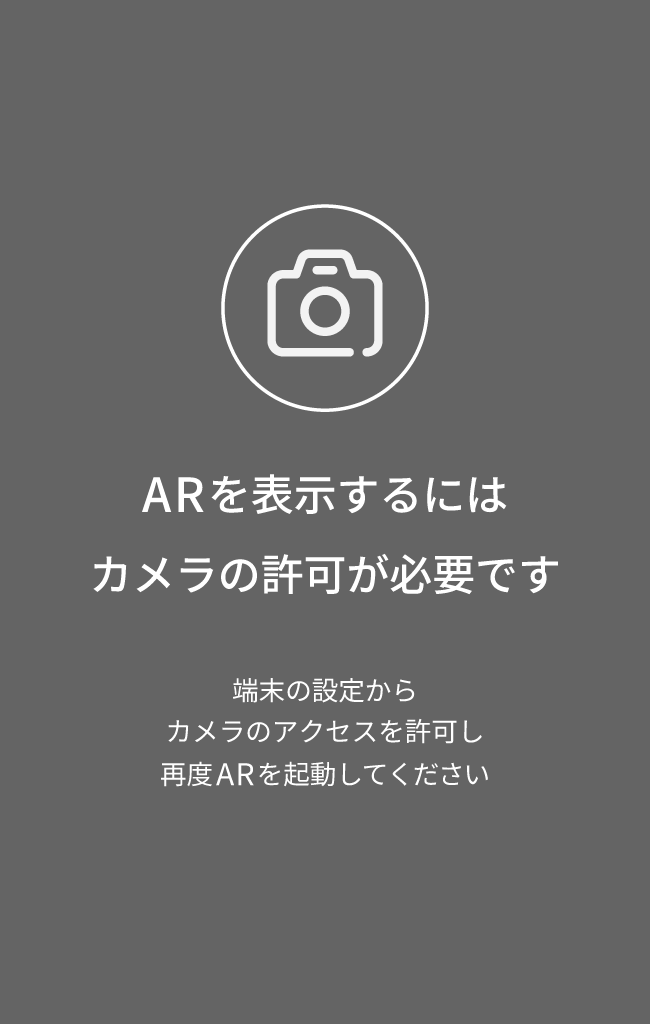 ARを表示するには
カメラの許可が必要です
端末の設定から
カメラのアクセスを許可し
再度ARを起動してください